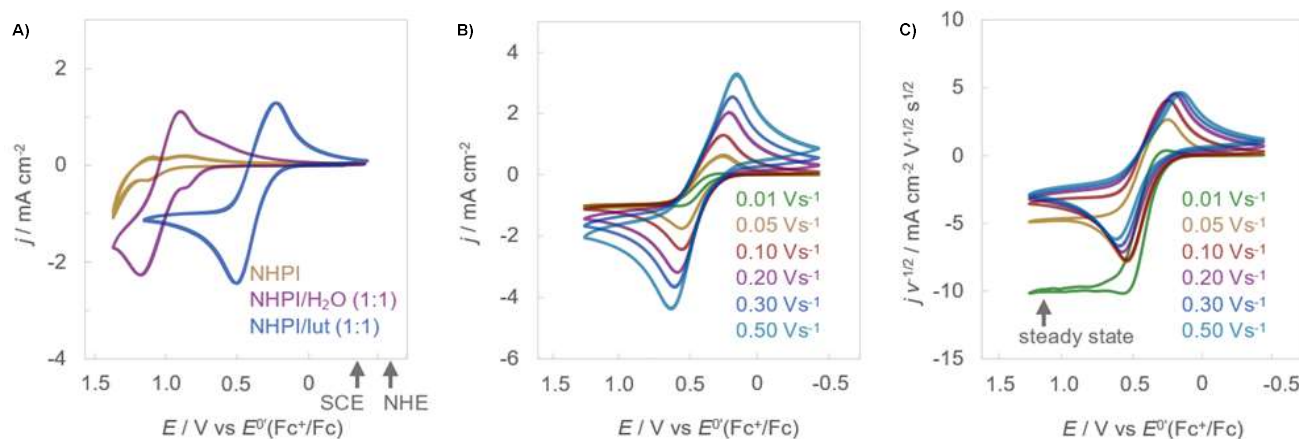 A)
j / mA cm⁻²
2
0
-2
-4
NHPI
NHPI/H₂O (1:1)
NHPI/lut (1:1)
1.5 1.0 0.5 0
SCE NHE
E / V vs E⁰'(Fc⁺/Fc)
B)
j / mA cm⁻²
4
2
0
-2
-4
-6
0.01 Vs⁻¹
0.05 Vs⁻¹
0.10 Vs⁻¹
0.20 Vs⁻¹
0.30 Vs⁻¹
0.50 Vs⁻¹
1.5 1.0 0.5 0 -0.5
E / V vs E⁰'(Fc⁺/Fc)
C)
j v⁻¹/² / mA cm⁻² V⁻¹/² s¹/²
10
5
0
-5
-10
-15
0.01 Vs⁻¹
0.05 Vs⁻¹
0.10 Vs⁻¹
0.20 Vs⁻¹
0.30 Vs⁻¹
0.50 Vs⁻¹
steady state
1.5 1.0 0.5 0 -0.5
E / V vs E⁰'(Fc⁺/Fc)